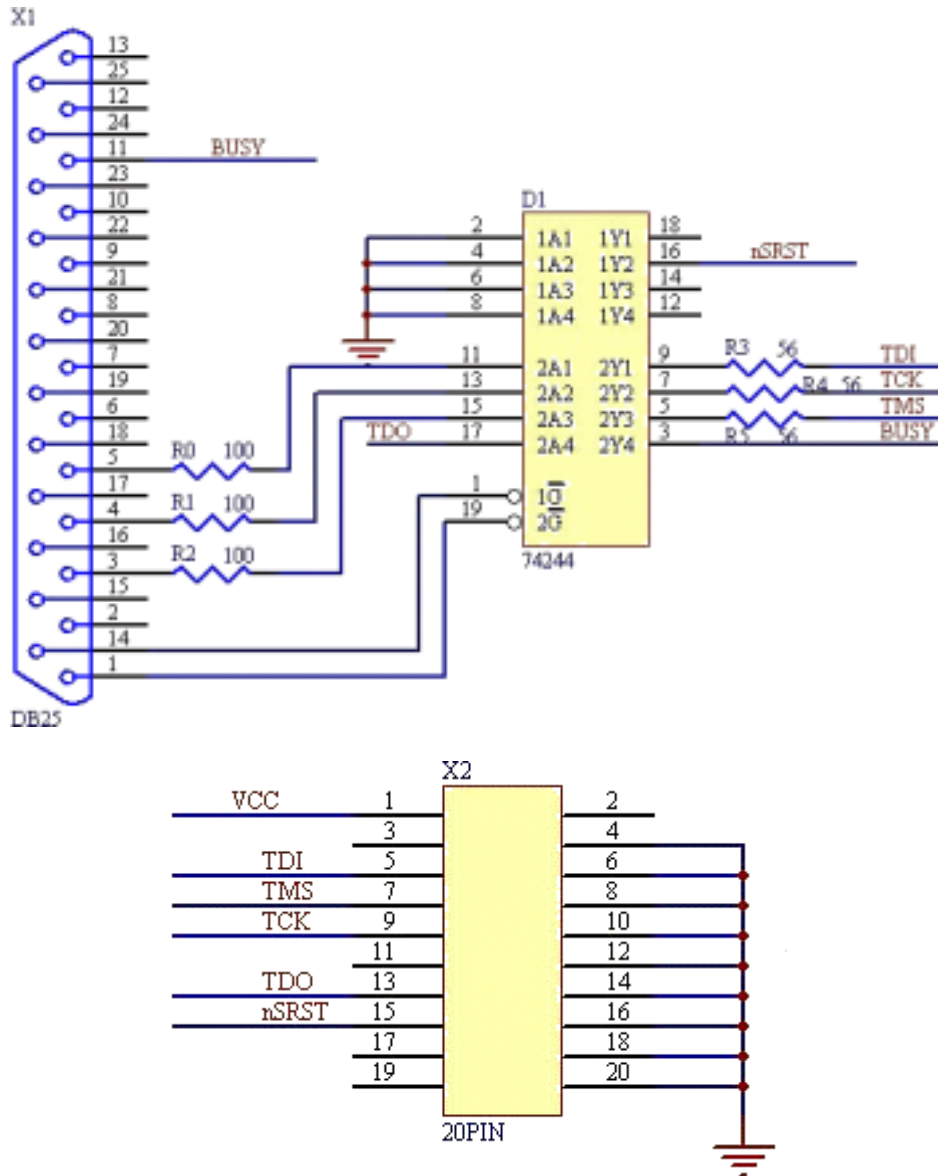 X1
13
25
12
24
11 BUSY
23
10
22
9
21
8
20
7
19
6
18
5 R0 100
17
4 R1 100
16
3 R2 100
15
2
14
1
DB25
D1
2 1A1 1Y1 18
4 1A2 1Y2 16 nSRST
6 1A3 1Y3 14
8 1A4 1Y4 12
11 2A1 2Y1 9 R3 56 TDI
13 2A2 2Y2 7 R4 56 TCK
15 2A3 2Y3 5 R5 56 TMS
TDO 17 2A4 2Y4 3 BUSY
1 1G
19 2G
74244
X2
VCC 1 2
3 4
TDI 5 6
TMS 7 8
TCK 9 10
11 12
TDO 13 14
nSRST 15 16
17 18
19 20
20PIN